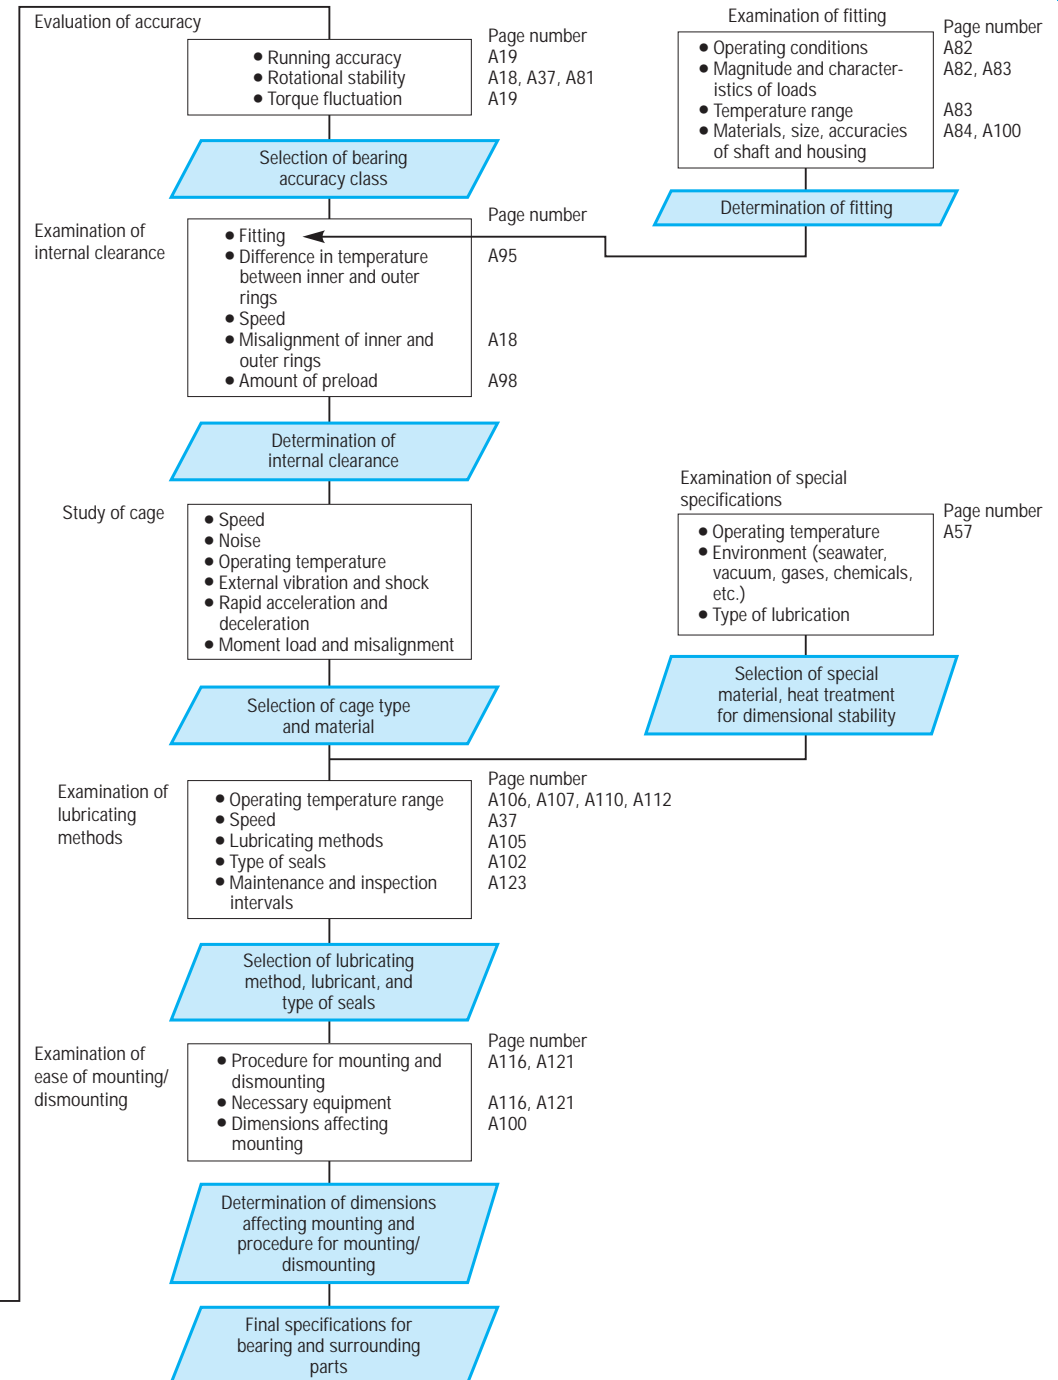 Evaluation of accuracy
Page number
● Running accuracy
A19
● Rotational stability
A18, A37, A81
● Torque fluctuation
A19
Selection of bearing
accuracy class
Examination of fitting
Page number
● Operating conditions
A82
● Magnitude and character-
istics of loads
A82, A83
● Temperature range
A83
● Materials, size, accuracies
of shaft and housing
A84, A100
Determination of fitting
Examination of
internal clearance
Page number
● Fitting
● Difference in temperature
between inner and outer
rings
A95
● Speed
● Misalignment of inner and
outer rings
A18
● Amount of preload
A98
Determination of
internal clearance
Study of cage
● Speed
● Noise
● Operating temperature
● External vibration and shock
● Rapid acceleration and
deceleration
● Moment load and misalignment
Selection of cage type
and material
Examination of special
specifications
Page number
● Operating temperature
A57
● Environment (seawater,
vacuum, gases, chemicals,
etc.)
● Type of lubrication
Selection of special
material, heat treatment
for dimensional stability
Examination of
lubricating
methods
Page number
● Operating temperature range
A106, A107, A110, A112
● Speed
A37
● Lubricating methods
A105
● Type of seals
A102
● Maintenance and inspection
intervals
A123
Selection of lubricating
method, lubricant, and
type of seals
Examination of
ease of mounting/
dismounting
Page number
● Procedure for mounting and
dismounting
A116, A121
● Necessary equipment
A116, A121
● Dimensions affecting
mounting
A100
Determination of dimensions
affecting mounting and
procedure for mounting/
dismounting
Final specifications for
bearing and surrounding
parts